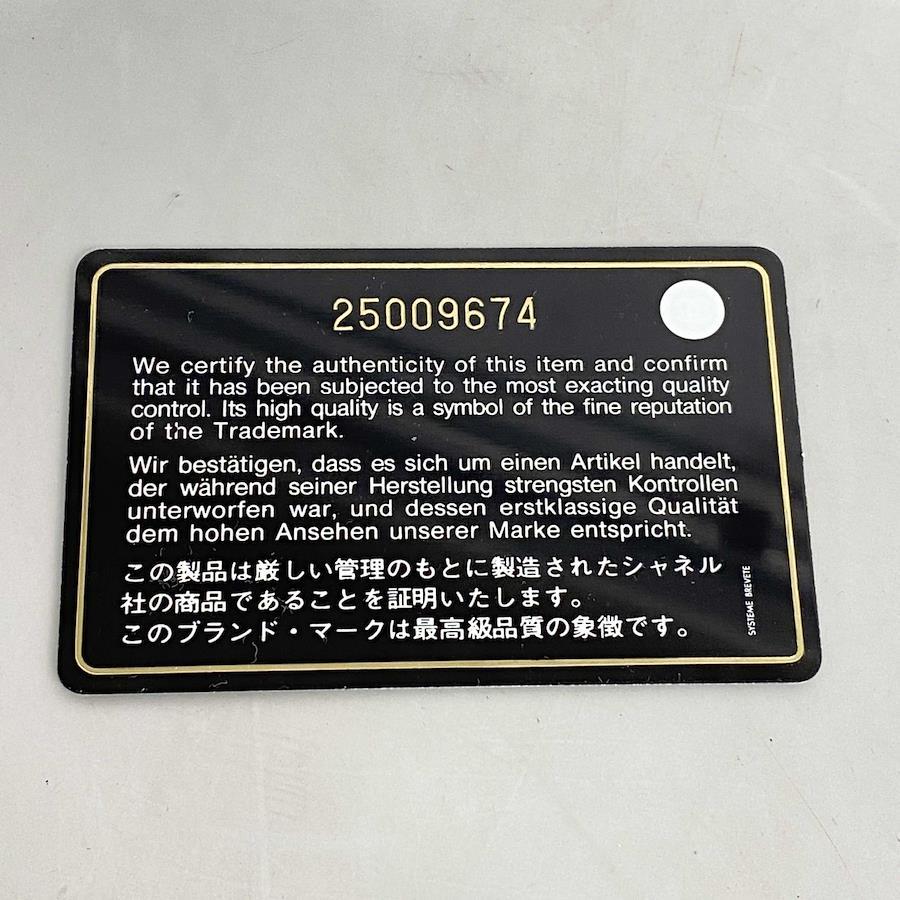 25009674
We certify the authenticity of this item and confirm
that it has been subjected to the most exacting quality
control. Its high quality is a symbol of the fine reputation
of the Trademark.
Wir bestätigen, dass es sich um einen Artikel handelt,
der während seiner Herstellung strengsten Kontrollen
unterworfen war, und dessen erstklassige Qualität
dem hohen Ansehen unserer Marke entspricht.
この製品は厳しい管理のもとに製造されたシャネル
社の商品であることを証明いたします。
このブランド・マークは最高級品質の象徴です。
SYSTEME BREVETE